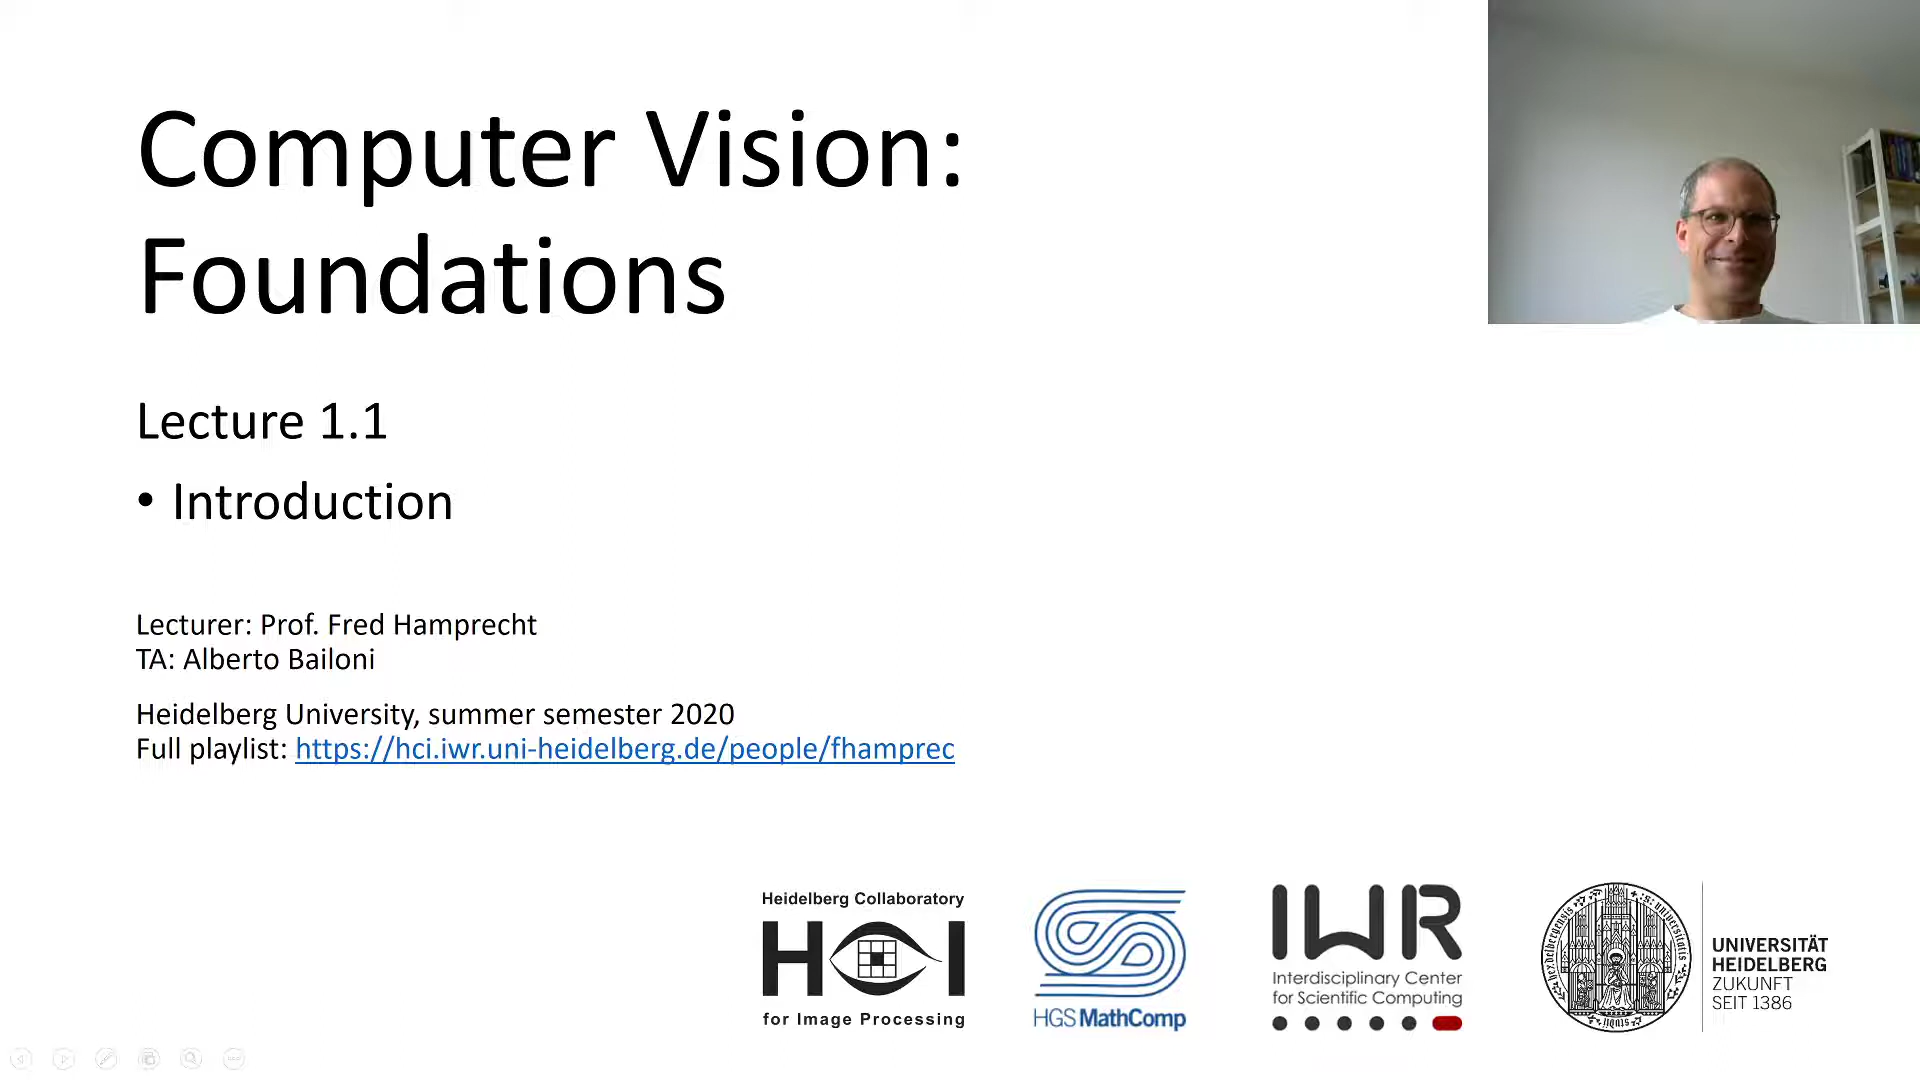 Computer Vision:
Foundations
Lecture 1.1
• Introduction
Lecturer: Prof. Fred Hamprecht
TA: Alberto Bailoni
Heidelberg University, summer semester 2020
Full playlist: https://hci.iwr.uni-heidelberg.de/people/fhamprec
Heidelberg Collaboratory
HCI
for Image Processing
HGS MathComp
IWR
Interdisciplinary Center
for Scientific Computing
UNIVERSITÄT
HEIDELBERG
ZUKUNFT
SEIT 1386